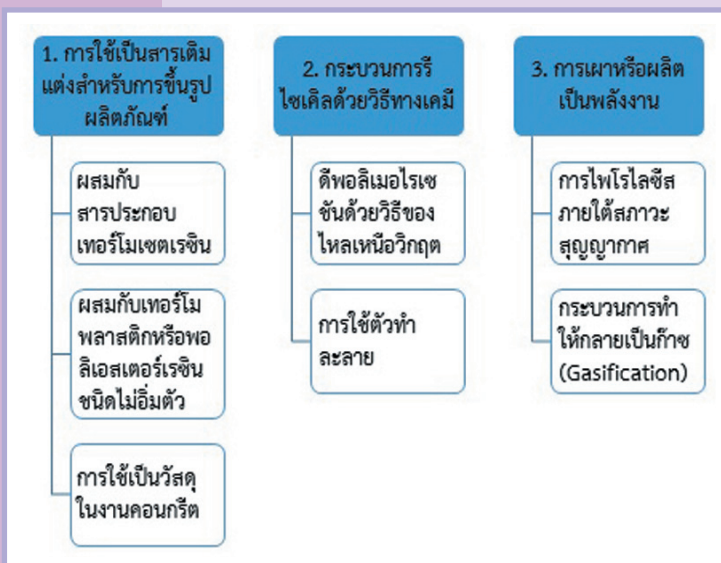 1. การใช้เป็นสารเติม
แต่งสำหรับการขึ้นรูป
ผลิตภัณฑ์
ผสมกับ
สารประกอบ
เทอร์โมเซตเรซิน
ผสมกับเทอร์โม
พลาสติกหรือพอ
ลิเอสเตอร์เรซิน
ชนิดไม่อิ่มตัว
การใช้เป็นวัสดุ
ในงานคอนกรีต
2. กระบวนการรี
ไซเคิลด้วยวิธีทางเคมี
ดีพอลิเมอไรเซ
ชันด้วยวิธีของ
ไหลเหนือวิกฤต
การใช้ตัวทำ
ละลาย
3. การเผาหรือผลิต
เป็นพลังงาน
การไพโรไลซีส
ภายใต้สภาวะ
สุญญากาศ
กระบวนการทำ
ให้กลายเป็นก๊าซ
(Gasification)